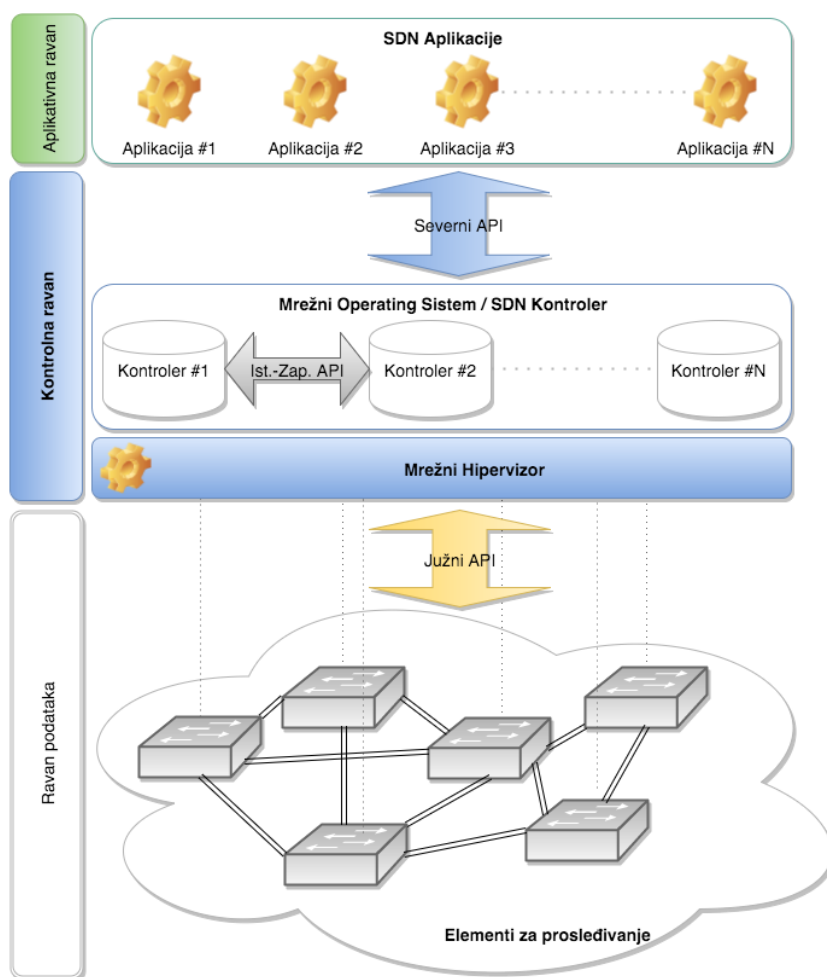 Aplikativna ravan
SDN Aplikacije
Aplikacija #1
Aplikacija #2
Aplikacija #3
Aplikacija #N
Kontrolna ravan
Severni API
Mrežni Operating Sistem / SDN Kontroler
Kontroler #1
Ist.-Zap. API
Kontroler #2
Kontroler #N
Mrežni Hipervizor
Ravan podataka
Južni API
Elementi za prosleđivanje